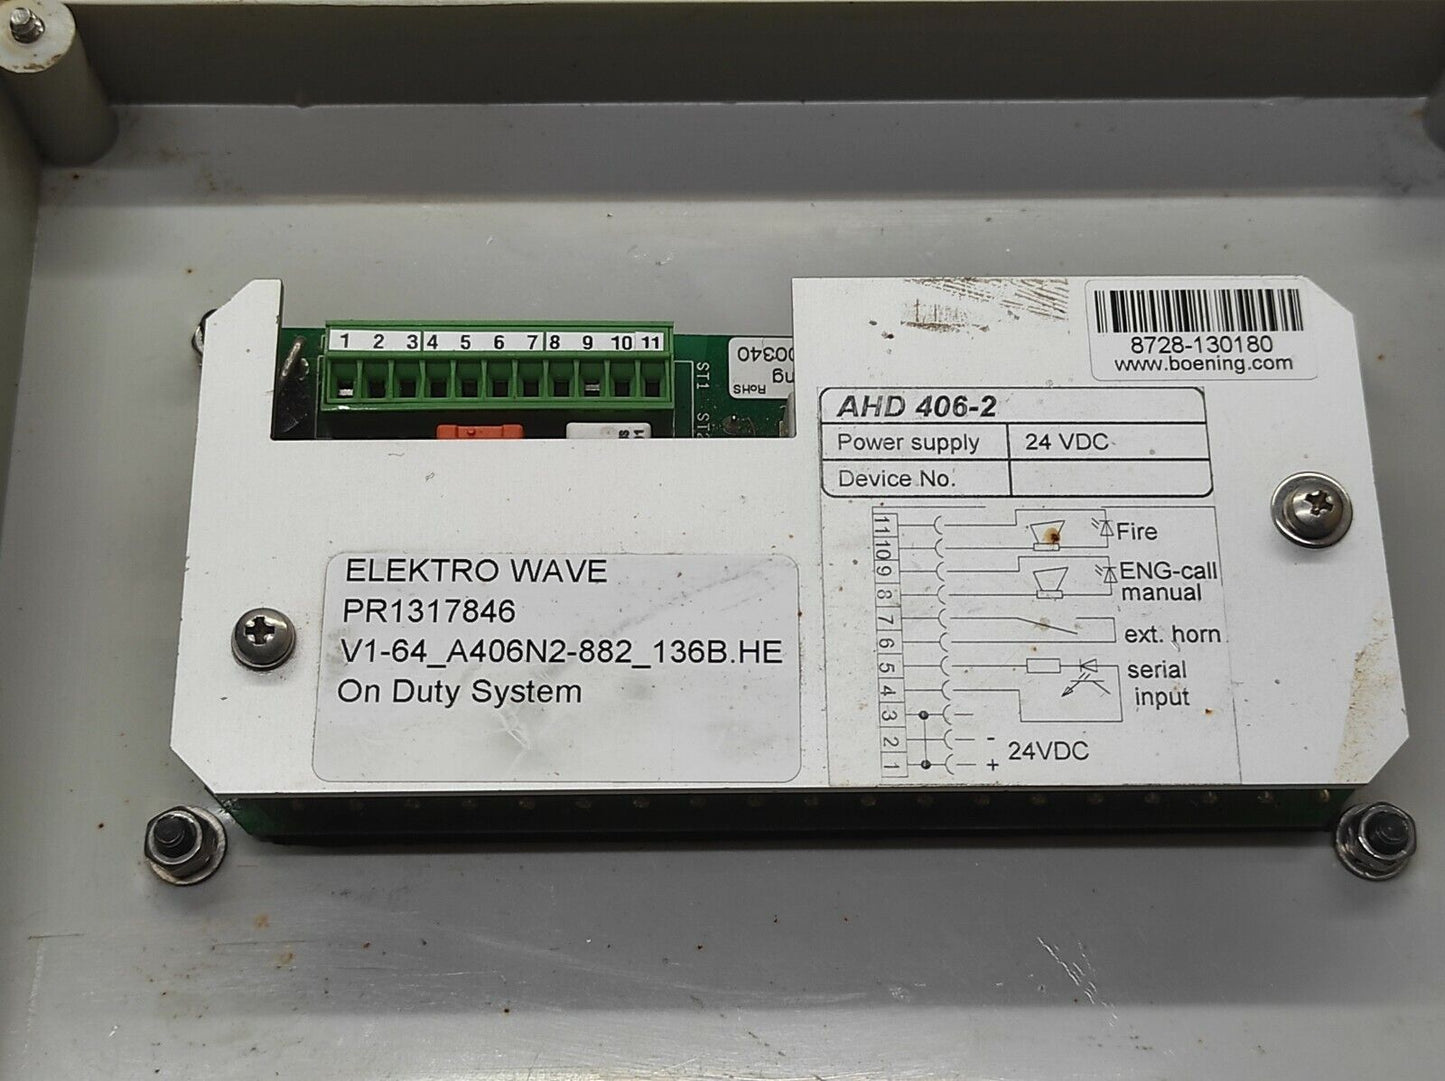 1 2 3 4 5 6 7 8 9 10 11
ST1
ST2
00340
RoHS
8728-130180
www.boening.com
AHD 406-2
Power supply 24 VDC
Device No.
ELEKTRO WAVE
PR1317846
V1-64_A406N2-882_136B.HE
On Duty System
11 Fire
10
9 ENG-call
8 manual
7
6 ext. horn
5 serial
4 input
3
2 - 24VDC
1 +